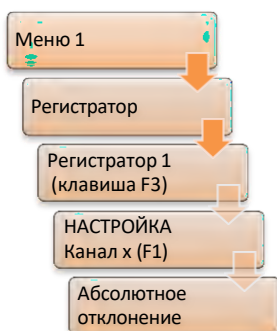 Меню 1
Регистратор
Регистратор 1
(клавиша F3)
НАСТРОЙКА
Канал x (F1)
Абсолютное
отклонение